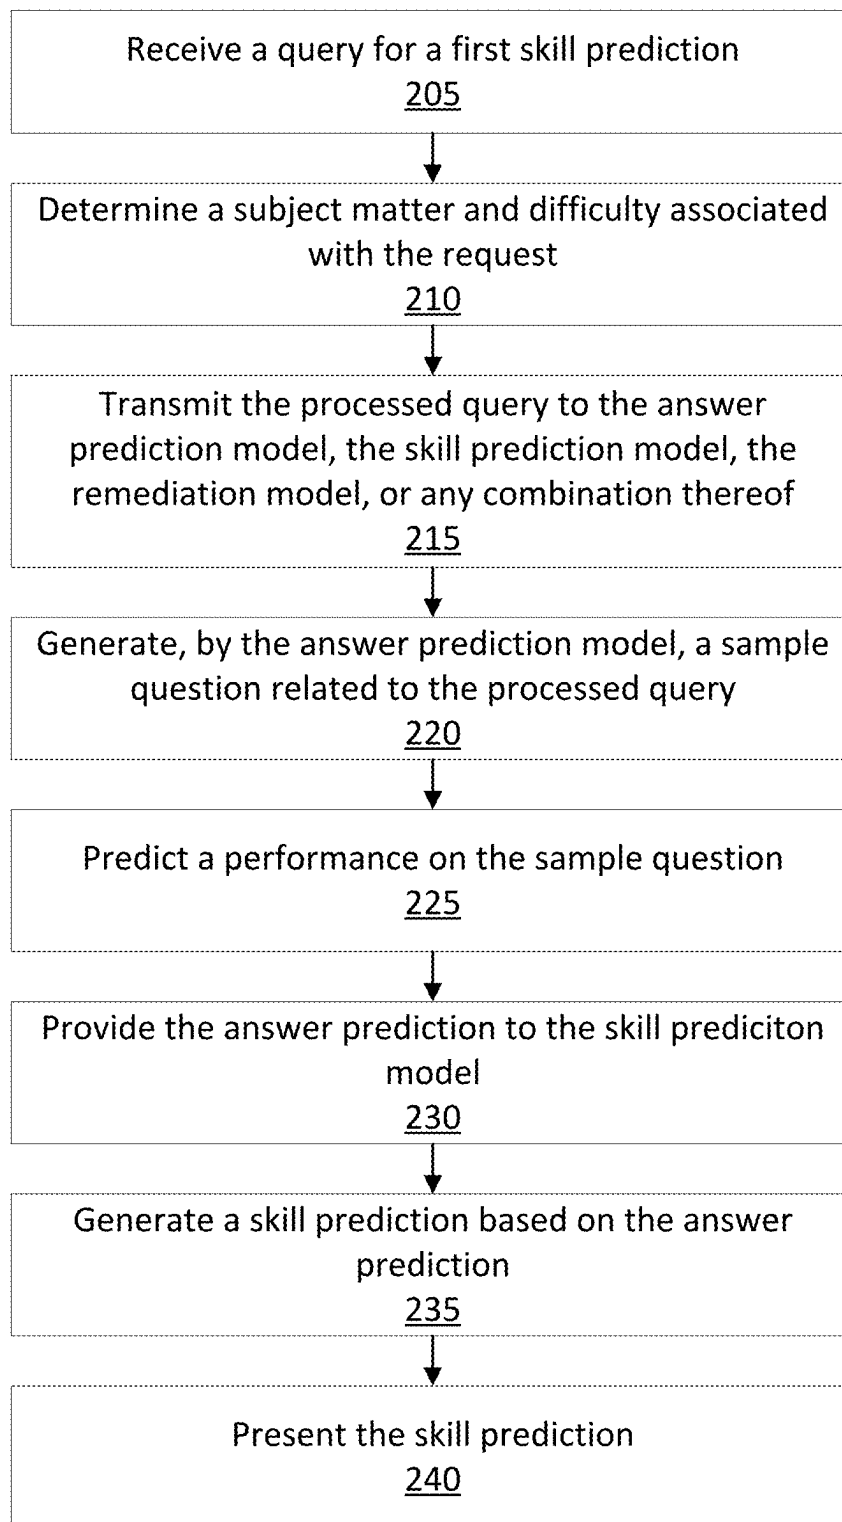 Receive a query for a first skill prediction
205
Determine a subject matter and difficulty associated
with the request
210
Transmit the processed query to the answer
prediction model, the skill prediction model, the
remediation model, or any combination thereof
215
Generate, by the answer prediction model, a sample
question related to the processed query
220
Predict a performance on the sample question
225
Provide the answer prediction to the skill prediciton
model
230
Generate a skill prediction based on the answer
prediction
235
Present the skill prediction
240